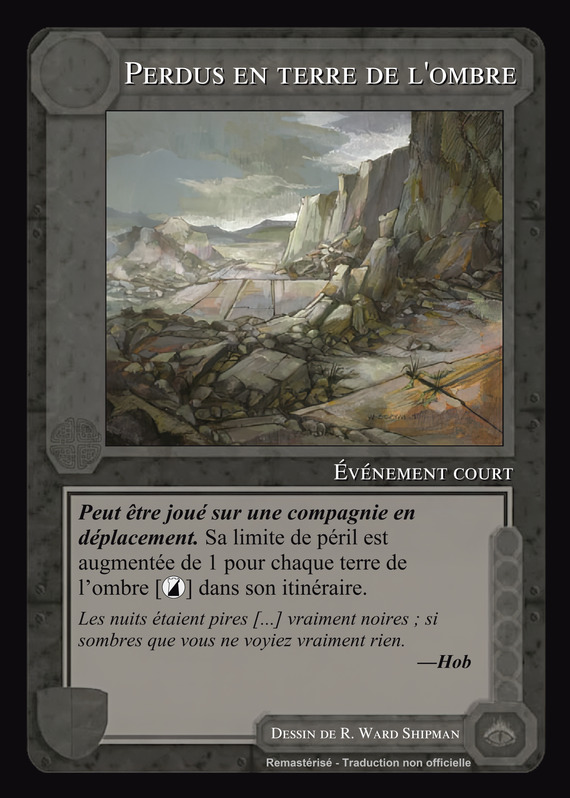 PERDUS EN TERRE DE L'OMBRE
ÉVÉNEMENT COURT
Peut être joué sur une compagnie en
déplacement. Sa limite de péril est
augmentée de 1 pour chaque terre de
l'ombre [] dans son itinéraire.
Les nuits étaient pires [...] vraiment noires ; si
sombres que vous ne voyiez vraiment rien.
—Hob
DESSIN DE R. WARD SHIPMAN
Remastérisé - Traduction non officielle